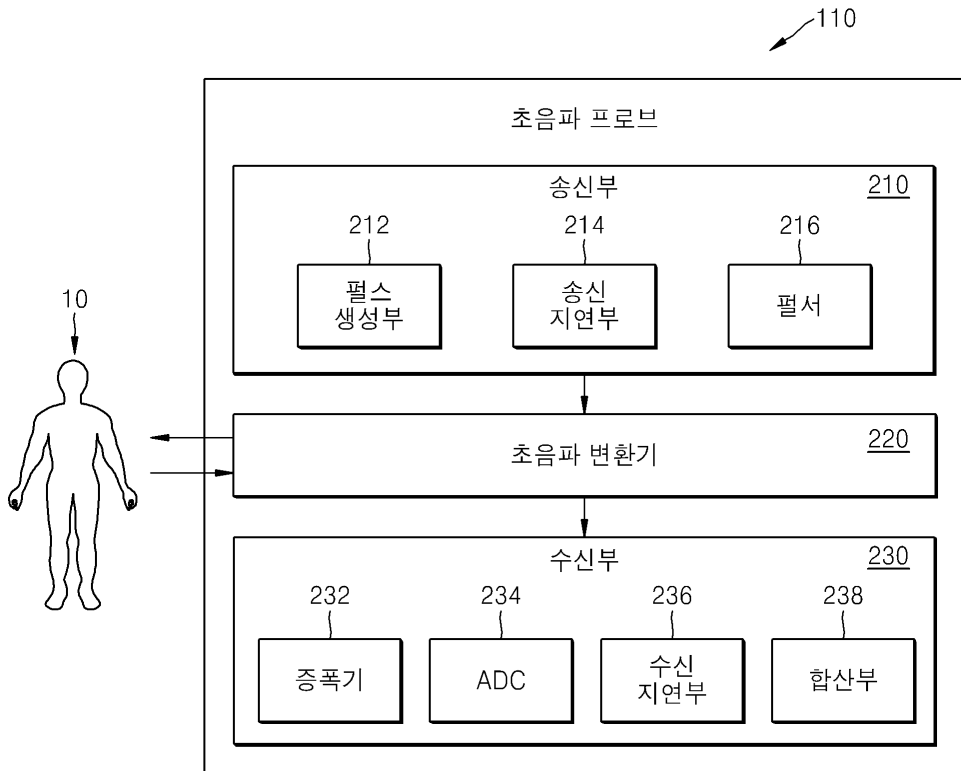 110
초음파 프로브
송신부
210
212
214
216
펄스
생성부
송신
지연부
펄서
10
초음파 변환기
220
수신부
230
232
234
236
238
증폭기
ADC
수신
지연부
합산부